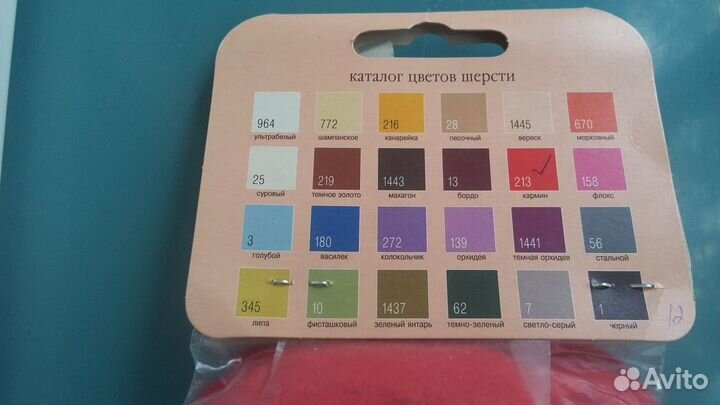 каталог цветов шерсти
964 772 216 28 1445 670
ультрабелый шампанское канарейка песочный вереск морковный
25 219 1443 13 213 158
суровый темное золото махагон бордо кармин флокс
3 180 272 139 1441 56
голубой василек колокольчик орхидея темная орхидея стальной
345 10 1437 62 7 1
липа фисташковый зеленый янтарь темно-зеленый светло-серый черный
12
Avito